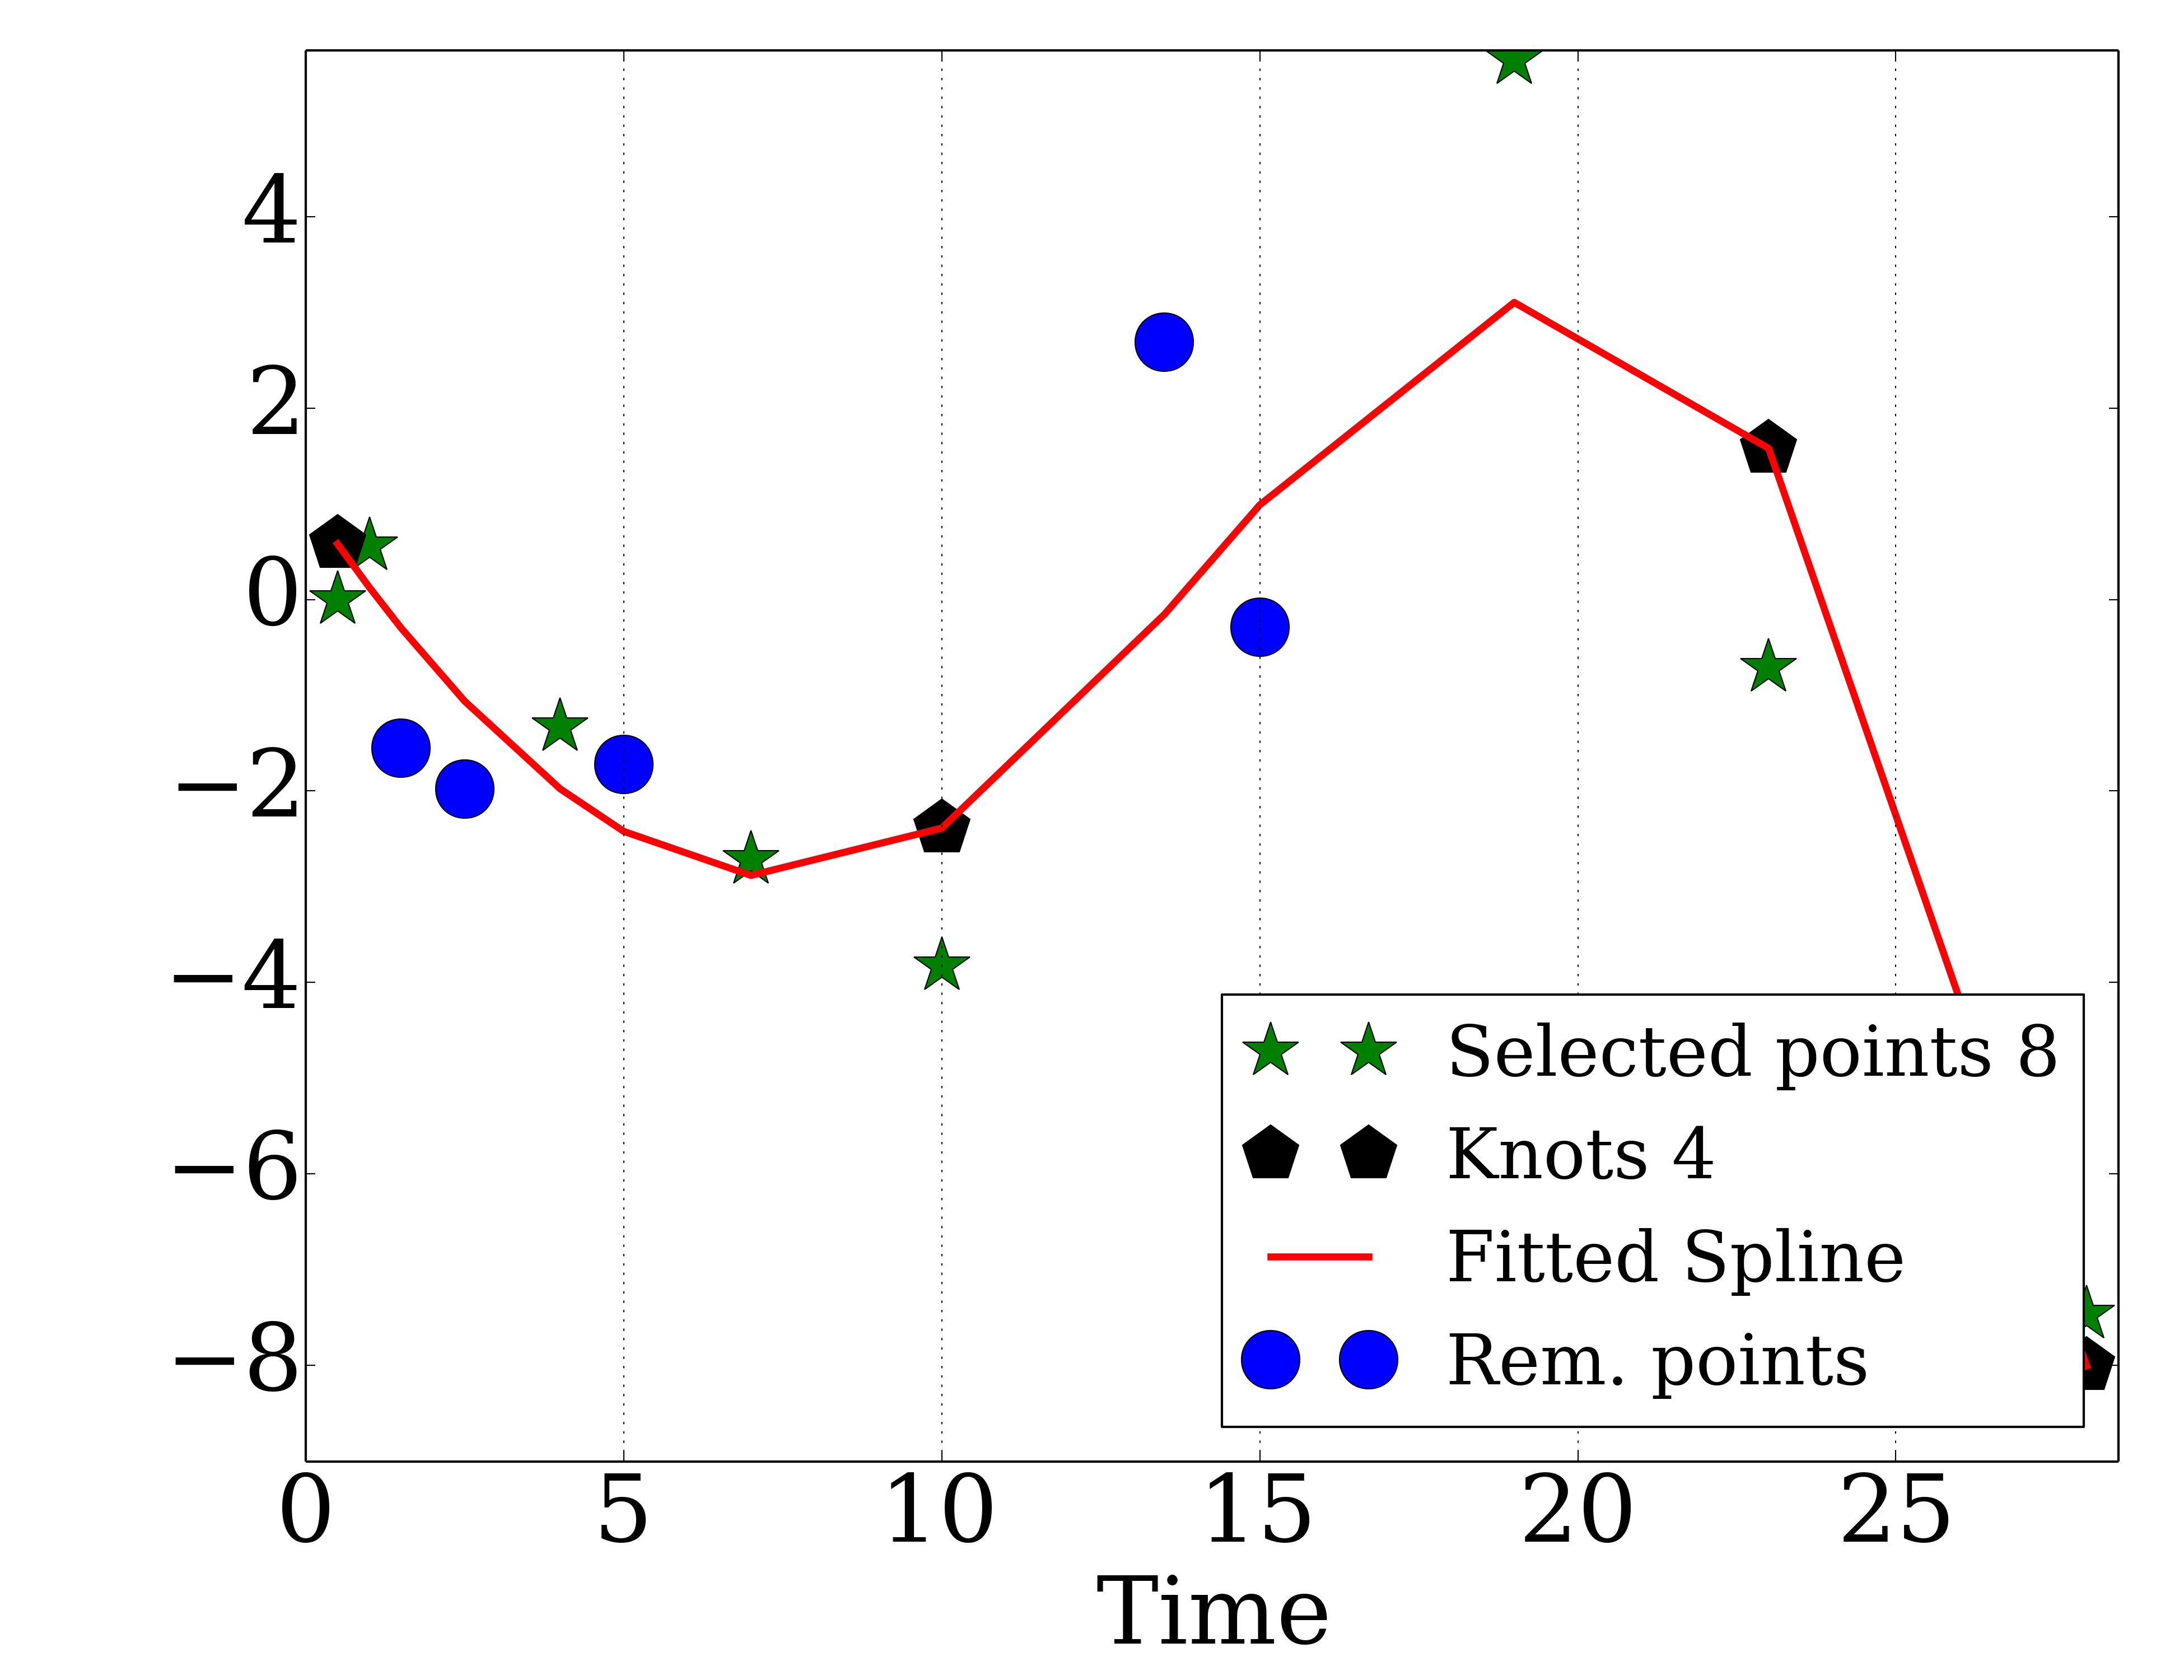 4
2
0
−2
−4
−6
−8
Selected points 8
Knots 4
Fitted Spline
Rem. points
0 5 10 15 20 25
Time